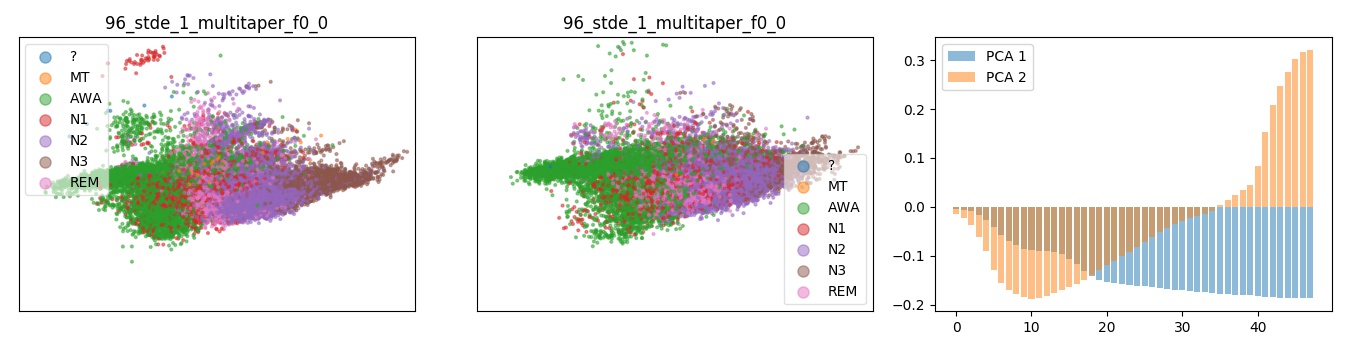 96_stde_1_multitaper_f0_0
?
MT
AWA
N1
N2
N3
REM
96_stde_1_multitaper_f0_0
?
MT
AWA
N1
N2
N3
REM
PCA 1
PCA 2
0.3
0.2
0.1
0.0
−0.1
−0.2
0
10
20
30
40